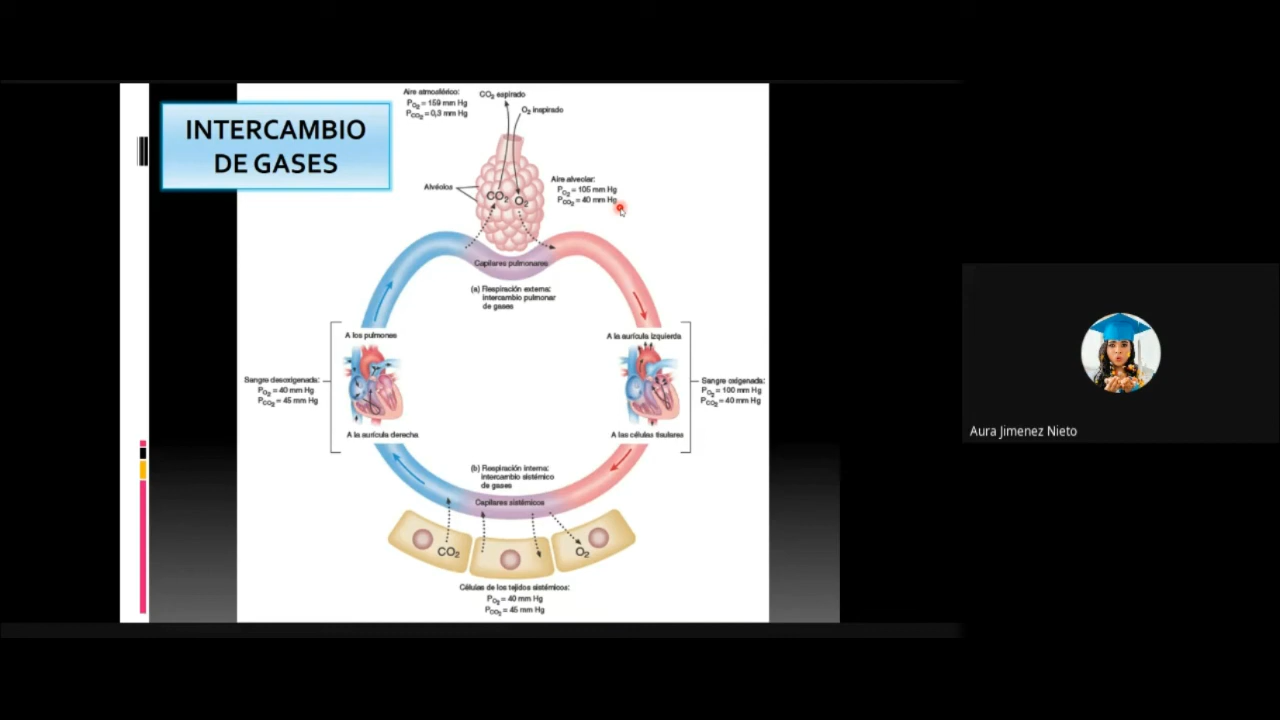 INTERCAMBIO
DE GASES
Aire atmosférico:
PO2 = 159 mm Hg
PCO2 = 0,3 mm Hg
CO2 espirado
O2 inspirado
Alvéolos
CO2
O2
Aire alveolar:
PO2 = 105 mm Hg
PCO2 = 40 mm Hg
Capilares pulmonares
(a) Respiración externa:
intercambio pulmonar
de gases
A los pulmones
A la aurícula izquierda
Sangre desoxigenada:
PO2 = 40 mm Hg
PCO2 = 45 mm Hg
Sangre oxigenada:
PO2 = 100 mm Hg
PCO2 = 40 mm Hg
A la aurícula derecha
A las células tisulares
(b) Respiración interna:
intercambio sistémico
de gases
Capilares sistémicos
CO2
O2
Células de los tejidos sistémicos:
PO2 = 40 mm Hg
PCO2 = 45 mm Hg
Aura Jimenez Nieto